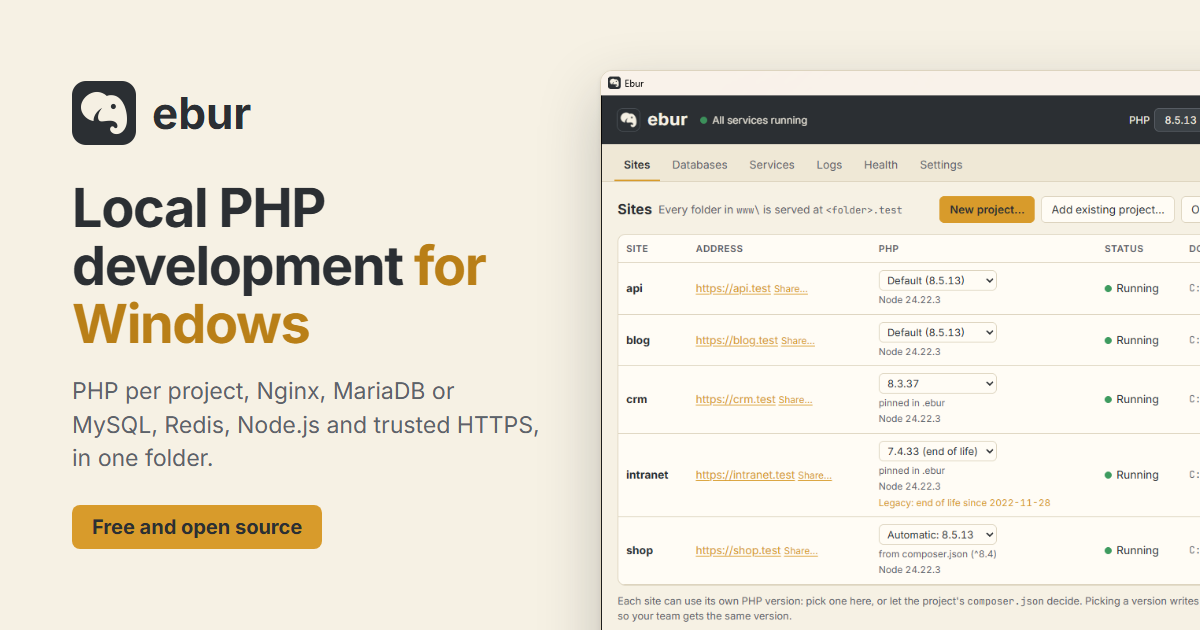 ebur
Local PHP
development for
Windows
PHP per project, Nginx, MariaDB or
MySQL, Redis, Node.js and trusted HTTPS,
in one folder.
Free and open source
Ebur
ebur All services running PHP 8.5.13
Sites Databases Services Logs Health Settings
Sites Every folder in www\ is served at <folder>.test New project... Add existing project...
SITE ADDRESS PHP STATUS
api https://api.test Share... Default (8.5.13) Running C:
Node 24.22.3
blog https://blog.test Share... Default (8.5.13) Running C:
Node 24.22.3
crm https://crm.test Share... 8.3.37 Running C:
pinned in .ebur
Node 24.22.3
intranet https://intranet.test Share... 7.4.33 (end of life) Running C:
pinned in .ebur
Node 24.22.3
Legacy: end of life since 2022-11-28
shop https://shop.test Share... Automatic: 8.5.13 Running C:
from composer.json (^8.4)
Node 24.22.3
Each site can use its own PHP version: pick one here, or let the project's composer.json decide. Picking a version writes
so your team gets the same version.